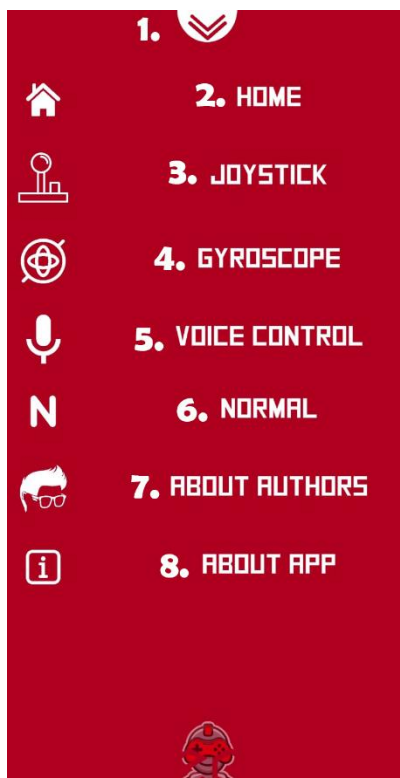 1.
2. HOME
3. JOYSTICK
4. GYROSCOPE
5. VOICE CONTROL
N 6. NORMAL
7. ABOUT AUTHORS
i 8. ABOUT APP